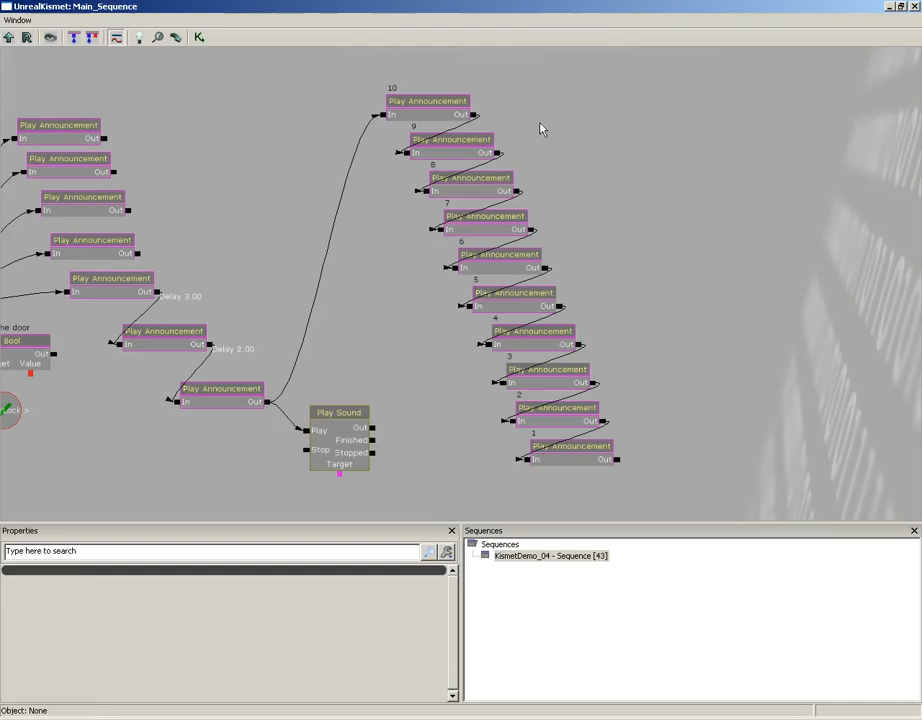 UnrealKismet: Main_Sequence
Window
10
Play Announcement
In Out
9
Play Announcement
In Out
8
Play Announcement
In Out
7
Play Announcement
In Out
6
Play Announcement
In Out
5
Play Announcement
In Out
4
Play Announcement
In Out
3
Play Announcement
In Out
2
Play Announcement
In Out
1
Play Announcement
In Out
Play Announcement
In Out
Play Announcement
In Out
Play Announcement
In Out
Play Announcement
In Out
Play Announcement
In Out
Delay 3.00
Play Announcement
In Out
Delay 2.00
Play Announcement
In Out
he door
Bool
Out
et Value
Lock >
Play Sound
Out
Play
Finished
Stop
Stopped
Target
Properties
Type here to search
Sequences
Sequences
KismetDemo_04 - Sequence [43]
Object: None